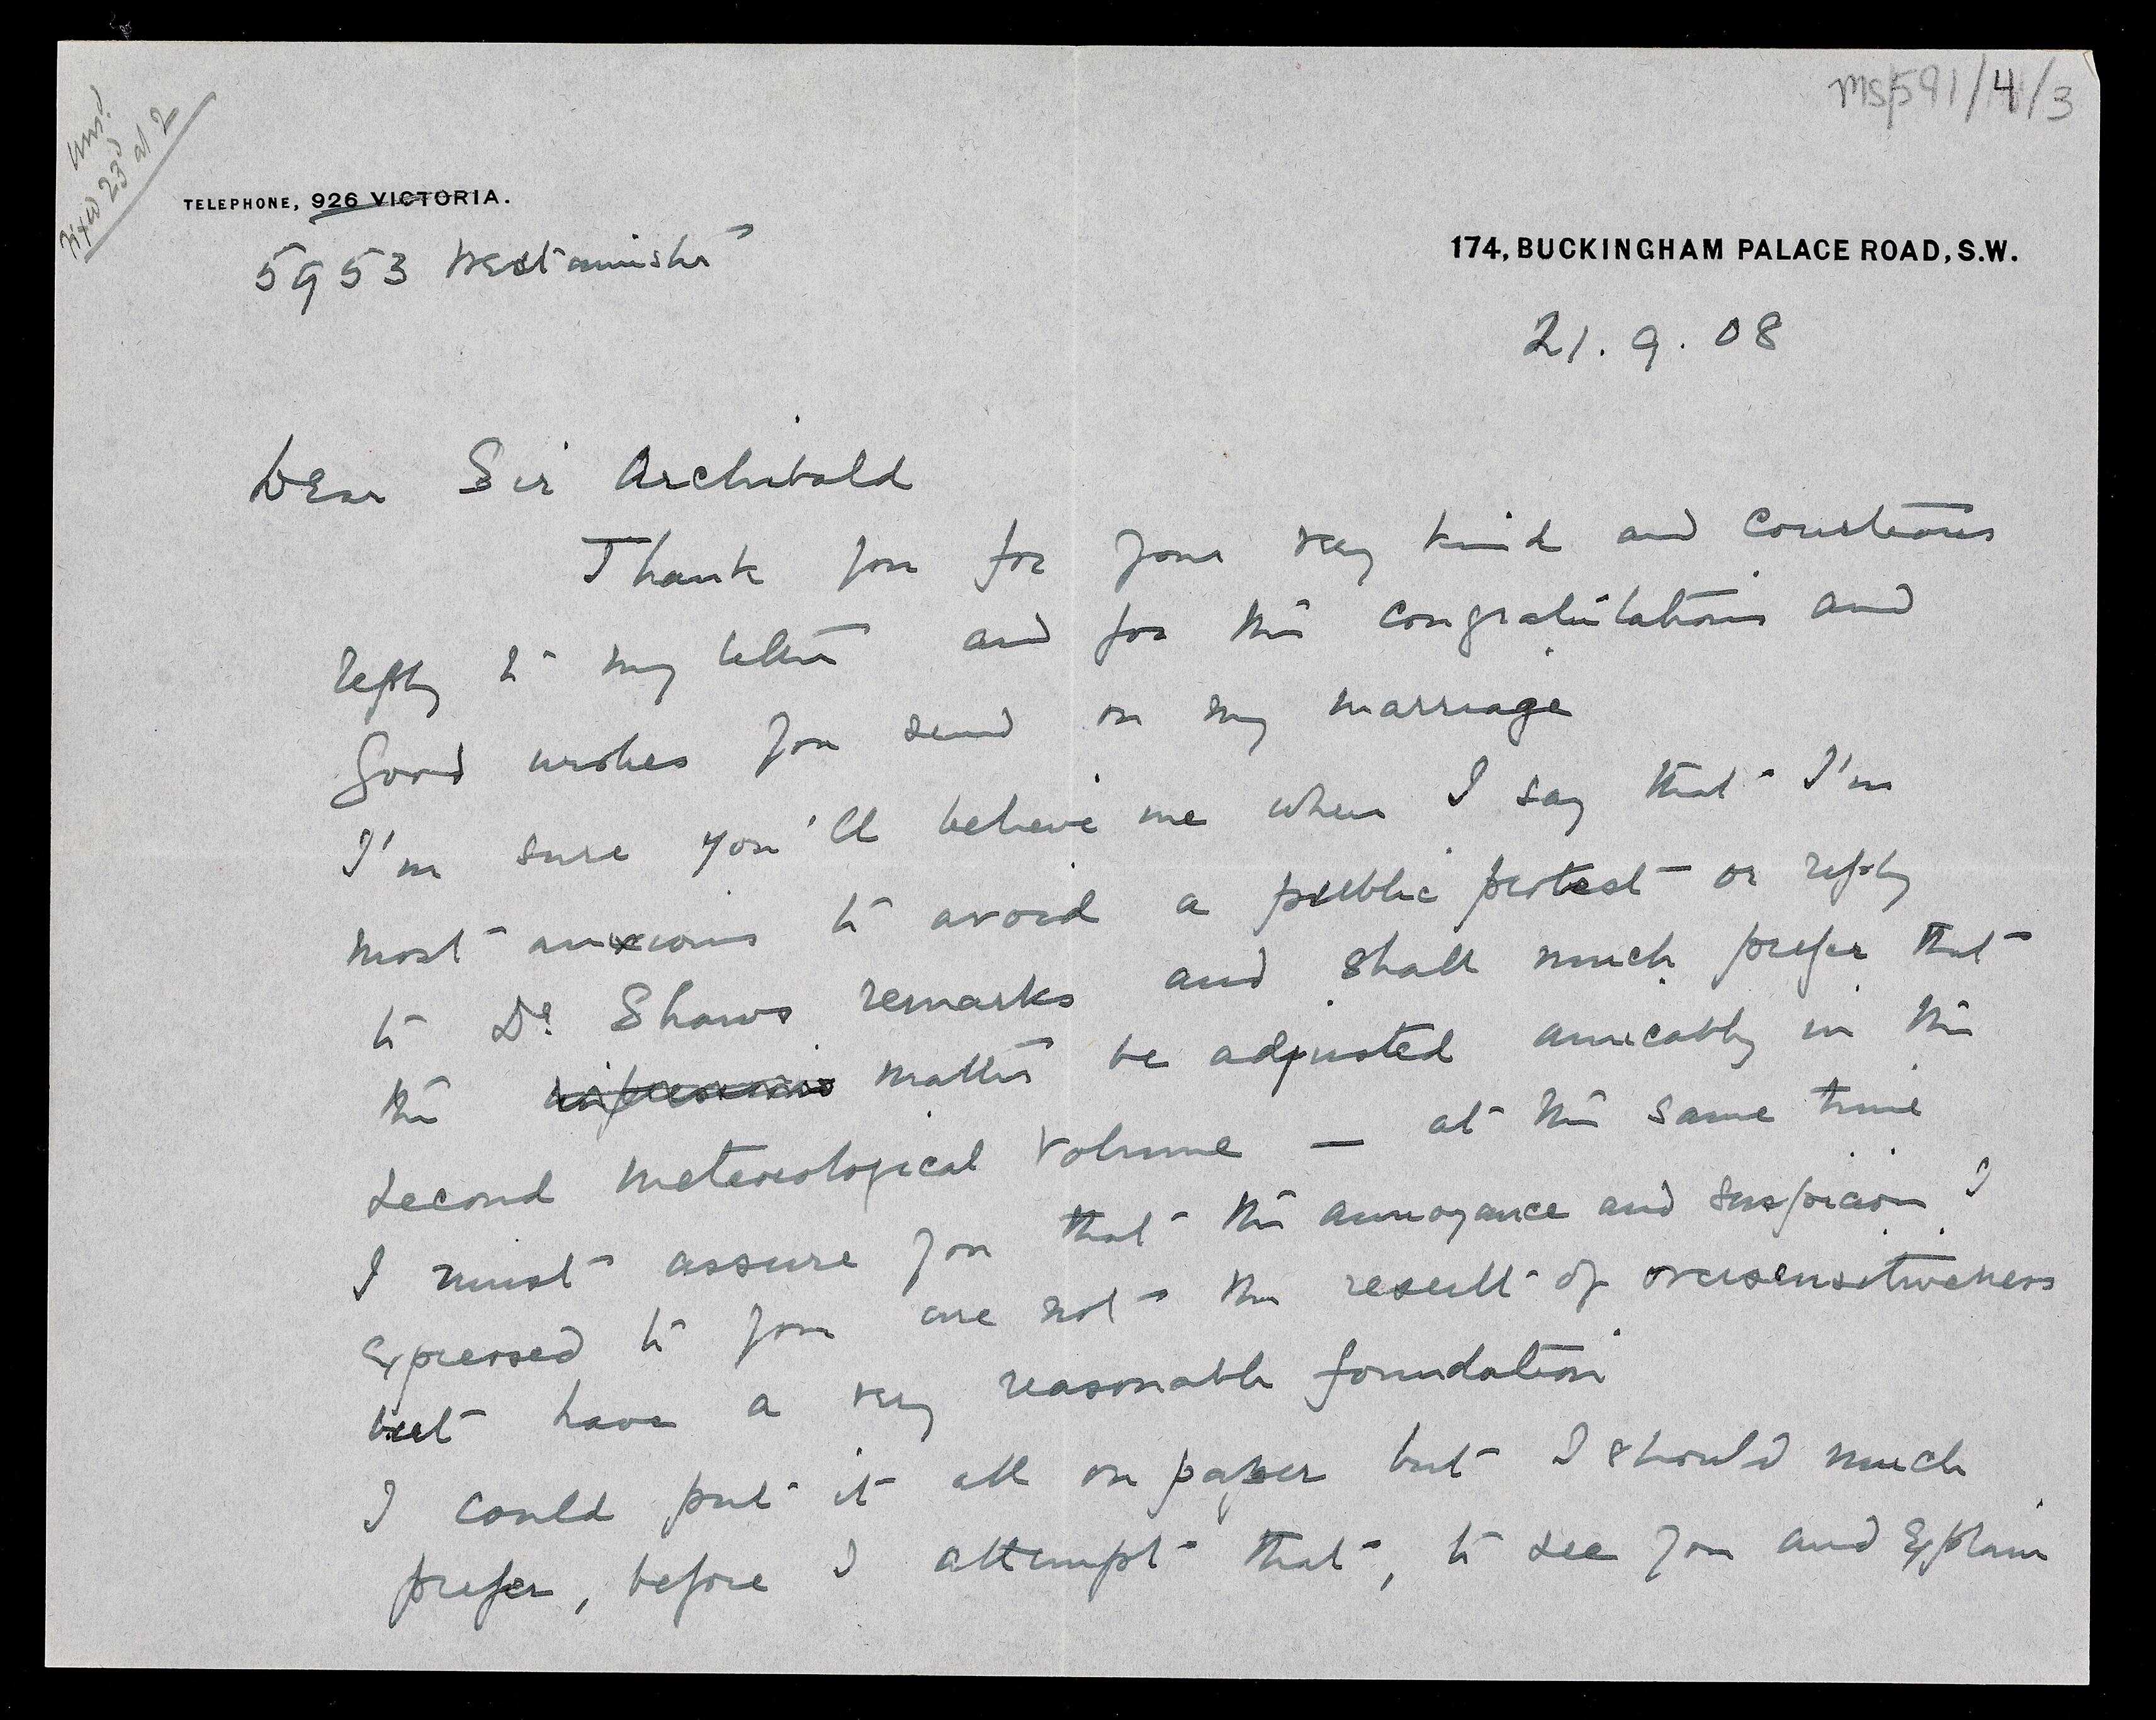 MS/591/4/3
Ans.d
fixed 23d at 2
TELEPHONE, 926 VICTORIA.
5953 Westminster
174, BUCKINGHAM PALACE ROAD, S.W.
21. 9. 08
Dear Sir Archibald
Thank you for your very kind and courteous
reply to my letter and for the congratulations and
good wishes you send on my marriage
I'm sure you'll believe me when I say that I'm
most anxious to avoid a public protest or reply
to Dr. Shaws remarks and shall much prefer that
the matter be adjusted amicably in the
second meteorological volume — at the same time
I must assure you that the annoyance and suspicion I
expressed to you are not the result of oversensitiveness
but have a very reasonable foundation
I could put it all on paper but I should much
prefer, before I attempt that, to see you and explain